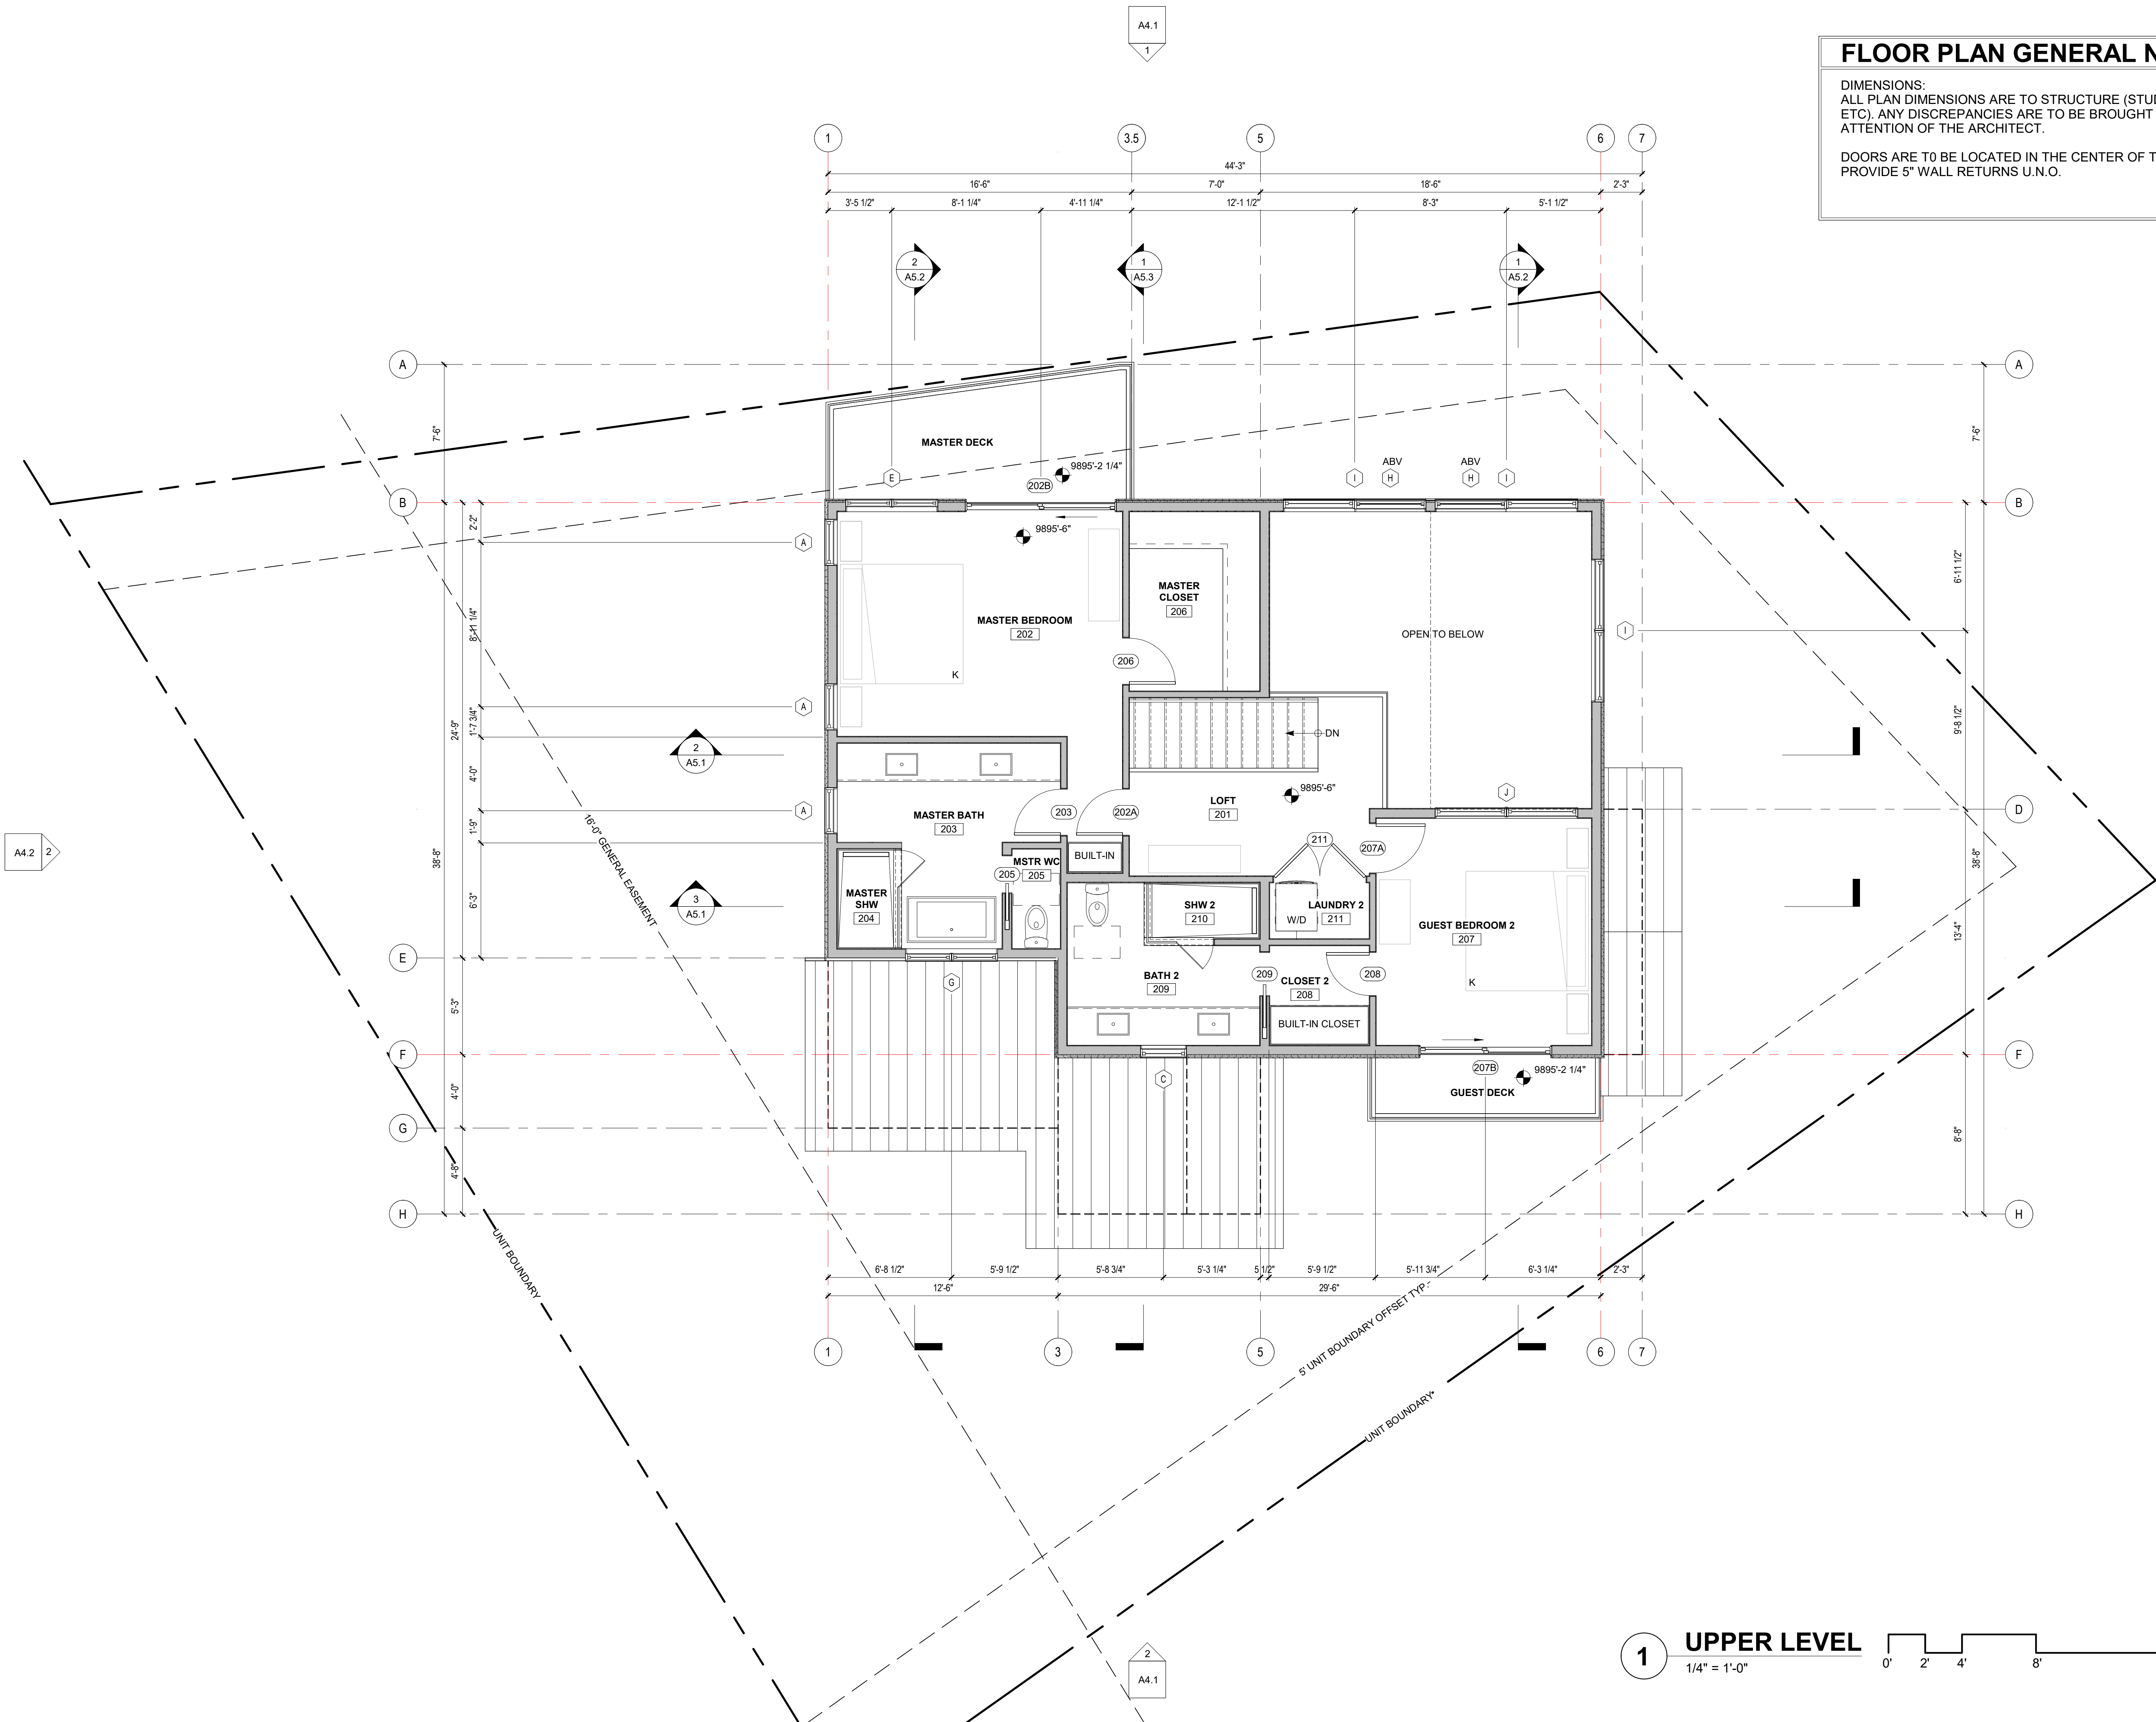 A4.1
1
FLOOR PLAN GENERAL N
DIMENSIONS:
ALL PLAN DIMENSIONS ARE TO STRUCTURE (STU
ETC). ANY DISCREPANCIES ARE TO BE BROUGHT
ATTENTION OF THE ARCHITECT.
DOORS ARE T0 BE LOCATED IN THE CENTER OF T
PROVIDE 5" WALL RETURNS U.N.O.
1 3.5 5 6 7
44'-3"
16'-6" 7'-0" 18'-6" 2'-3"
3'-5 1/2" 8'-1 1/4" 4'-11 1/4" 12'-1 1/2" 8'-3" 5'-1 1/2"
2 1 1
A5.2 A5.3 A5.2
A A
7'-6" 7'-6"
MASTER DECK
9895'-2 1/4"
ABV ABV
E 202B I H H I
B B
2'-2"
9895'-6"
A
6'-11 1/2"
MASTER
CLOSET
206
8'-11 1/4"
MASTER BEDROOM
202
I
OPEN TO BELOW
206
K
A
1'-7 3/4"
24'-9"
9'-8 1/2"
DN
2
A5.1
4'-0"
9895'-6"
J
LOFT
201
A
203 202A
D
MASTER BATH
203
1'-9"
16'-0" GENERAL EASEMENT
211
207A
A4.2 2
BUILT-IN
38'-8" 38'-8"
MSTR WC
205 205
MASTER
SHW
204
6'-3"
3
A5.1
SHW 2
210
W/D
LAUNDRY 2
211
GUEST BEDROOM 2
207
13'-4"
E
BATH 2
209
209
CLOSET 2
208
208
K
G
5'-3"
BUILT-IN CLOSET
F F
207B
9895'-2 1/4"
C
GUEST DECK
4'-0"
G
8'-8"
4'-8"
H H
UNIT BOUNDARY
6'-8 1/2" 5'-9 1/2" 5'-8 3/4" 5'-3 1/4" 5 1/2" 5'-9 1/2" 5'-11 3/4" 6'-3 1/4" 2'-3"
12'-6" 29'-6"
5' UNIT BOUNDARY OFFSET TYP.
1 3 5 6 7
UNIT BOUNDARY
2
A4.1
1
UPPER LEVEL
1/4" = 1'-0"
0' 2' 4' 8'